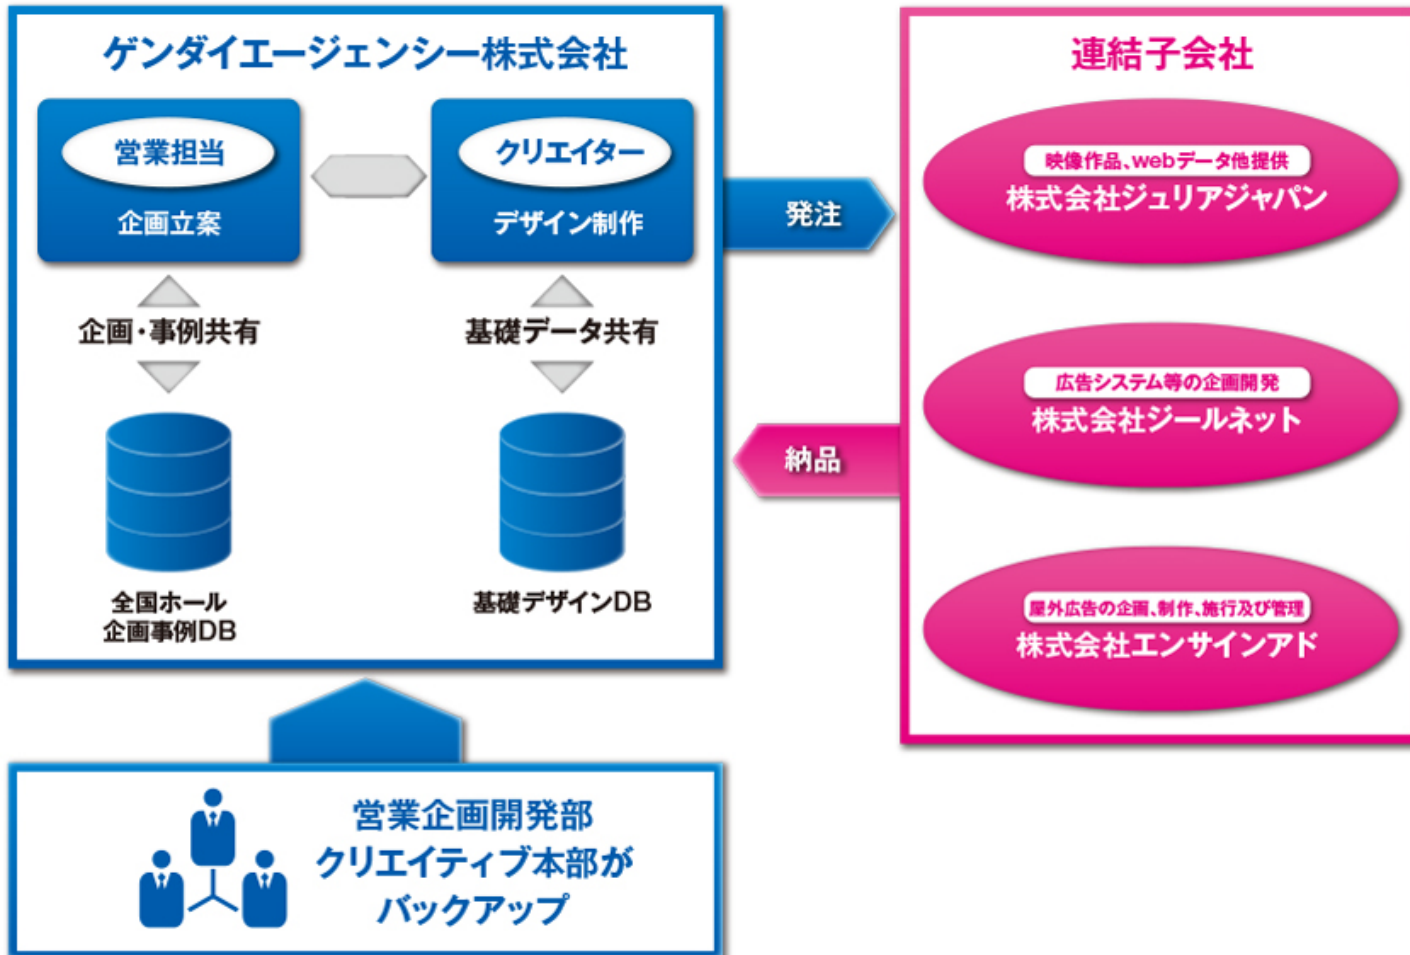 ゲンダイエージェンシー株式会社
営業担当
企画立案
クリエイター
デザイン制作
企画・事例共有
基礎データ共有
全国ホール
企画事例DB
基礎デザインDB
発注
納品
連結子会社
映像作品、webデータ他提供
株式会社ジュリアジャパン
広告システム等の企画開発
株式会社ジールネット
屋外広告の企画、制作、施行及び管理
株式会社エンサインアド
営業企画開発部
クリエイティブ本部が
バックアップ